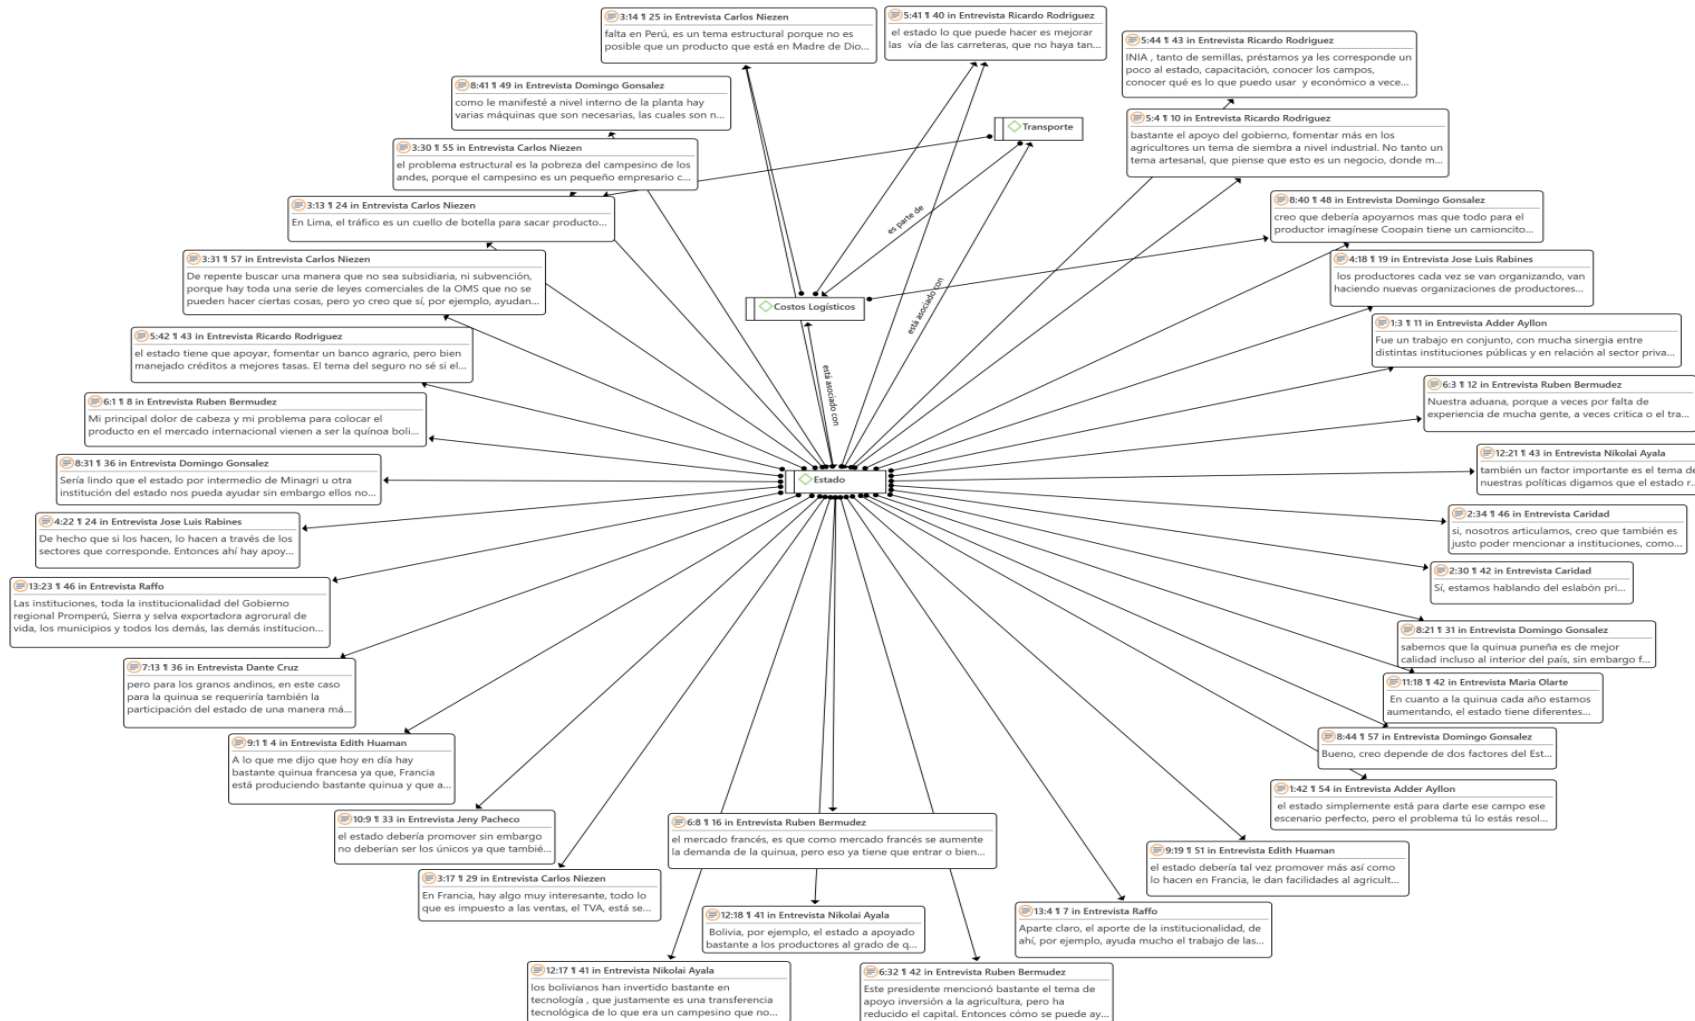 3:14 ¶ 25 in Entrevista Carlos Niezen
falta en Perú, es un tema estructural porque no es
posible que un producto que está en Madre de Dio...
5:41 ¶ 40 in Entrevista Ricardo Rodriguez
el estado lo que puede hacer es mejorar
las vía de las carreteras, que no haya tan...
5:44 ¶ 43 in Entrevista Ricardo Rodriguez
INIA , tanto de semillas, préstamos ya les corresponde un
poco al estado, capacitación, conocer los campos,
conocer qué es lo que puedo usar y económico a vece...
8:41 ¶ 49 in Entrevista Domingo Gonsalez
como le manifesté a nivel interno de la planta hay
varias máquinas que son necesarias, las cuales son n...
5:4 ¶ 10 in Entrevista Ricardo Rodriguez
bastante el apoyo del gobierno, fomentar más en los
agricultores un tema de siembra a nivel industrial. No tanto un
tema artesanal, que piense que esto es un negocio, donde m...
Transporte
3:30 ¶ 55 in Entrevista Carlos Niezen
el problema estructural es la pobreza del campesino de los
andes, porque el campesino es un pequeño empresario c...
3:13 ¶ 24 in Entrevista Carlos Niezen
En Lima, el tráfico es un cuello de botella para sacar producto...
es parte de
8:40 ¶ 48 in Entrevista Domingo Gonsalez
creo que debería apoyarnos mas que todo para el
productor imagínese Coopain tiene un camioncito...
3:31 ¶ 57 in Entrevista Carlos Niezen
De repente buscar una manera que no sea subsidiaria, ni subvención,
porque hay toda una serie de leyes comerciales de la OMS que no se
pueden hacer ciertas cosas, pero yo creo que sí, por ejemplo, ayudan...
4:18 ¶ 19 in Entrevista Jose Luis Rabines
los productores cada vez se van organizando, van
haciendo nuevas organizaciones de productores...
Costos Logísticos
está asociado con
1:3 ¶ 11 in Entrevista Adder Ayllon
Fue un trabajo en conjunto, con mucha sinergia entre
distintas instituciones públicas y en relación al sector priva...
5:42 ¶ 43 in Entrevista Ricardo Rodriguez
el estado tiene que apoyar, fomentar un banco agrario, pero bien
manejado créditos a mejores tasas. El tema del seguro no sé si el...
está asociado con
6:3 ¶ 12 in Entrevista Ruben Bermudez
Nuestra aduana, porque a veces por falta de
experiencia de mucha gente, a veces critica o el tra...
6:1 ¶ 8 in Entrevista Ruben Bermudez
Mi principal dolor de cabeza y mi problema para colocar el
producto en el mercado internacional vienen a ser la quínoa boli...
12:21 ¶ 43 in Entrevista Nikolai Ayala
también un factor importante es el tema de
nuestras políticas digamos que el estado r...
8:31 ¶ 36 in Entrevista Domingo Gonsalez
Sería lindo que el estado por intermedio de Minagri u otra
institución del estado nos pueda ayudar sin embargo ellos no...
Estado
2:34 ¶ 46 in Entrevista Caridad
si, nosotros articulamos, creo que también es
justo poder mencionar a instituciones, como...
4:22 ¶ 24 in Entrevista Jose Luis Rabines
De hecho que si los hacen, lo hacen a través de los
sectores que corresponde. Entonces ahí hay apoy...
2:30 ¶ 42 in Entrevista Caridad
Sí, estamos hablando del eslabón pri...
13:23 ¶ 46 in Entrevista Raffo
Las instituciones, toda la institucionalidad del Gobierno
regional Promperú, Sierra y selva exportadora agrorural de
vida, los municipios y todos los demás, las demás institucion...
8:21 ¶ 31 in Entrevista Domingo Gonsalez
sabemos que la quinua puneña es de mejor
calidad incluso al interior del país, sin embargo f...
7:13 ¶ 36 in Entrevista Dante Cruz
pero para los granos andinos, en este caso
para la quinua se requeriría también la
participación del estado de una manera má...
11:18 ¶ 42 in Entrevista Maria Olarte
En cuanto a la quinua cada año estamos
aumentando, el estado tiene diferentes...
8:44 ¶ 57 in Entrevista Domingo Gonsalez
Bueno, creo depende de dos factores del Est...
9:1 ¶ 4 in Entrevista Edith Huaman
A lo que me dijo que hoy en día hay
bastante quinua francesa ya que, Francia
está produciendo bastante quinua y que a...
1:42 ¶ 54 in Entrevista Adder Ayllon
el estado simplemente está para darte ese campo ese
escenario perfecto, pero el problema tú lo estás resol...
10:9 ¶ 33 in Entrevista Jeny Pacheco
el estado debería promover sin embargo
no deberían ser los únicos ya que tambié...
6:8 ¶ 16 in Entrevista Ruben Bermudez
el mercado francés, es que como mercado francés se aumente
la demanda de la quinua, pero eso ya tiene que entrar o bien...
9:19 ¶ 51 in Entrevista Edith Huaman
el estado debería tal vez promover más así como
lo hacen en Francia, le dan facilidades al agricult...
3:17 ¶ 29 in Entrevista Carlos Niezen
En Francia, hay algo muy interesante, todo lo
que es impuesto a las ventas, el TVA, está se...
12:18 ¶ 41 in Entrevista Nikolai Ayala
Bolivia, por ejemplo, el estado a apoyado
bastante a los productores al grado de q...
13:4 ¶ 7 in Entrevista Raffo
Aparte claro, el aporte de la institucionalidad, de
ahí, por ejemplo, ayuda mucho el trabajo de las...
12:17 ¶ 41 in Entrevista Nikolai Ayala
los bolivianos han invertido bastante en
tecnología , que justamente es una transferencia
tecnológica de lo que era un campesino que no...
6:32 ¶ 42 in Entrevista Ruben Bermudez
Este presidente mencionó bastante el tema de
apoyo inversión a la agricultura, pero ha
reducido el capital. Entonces cómo se puede ay...